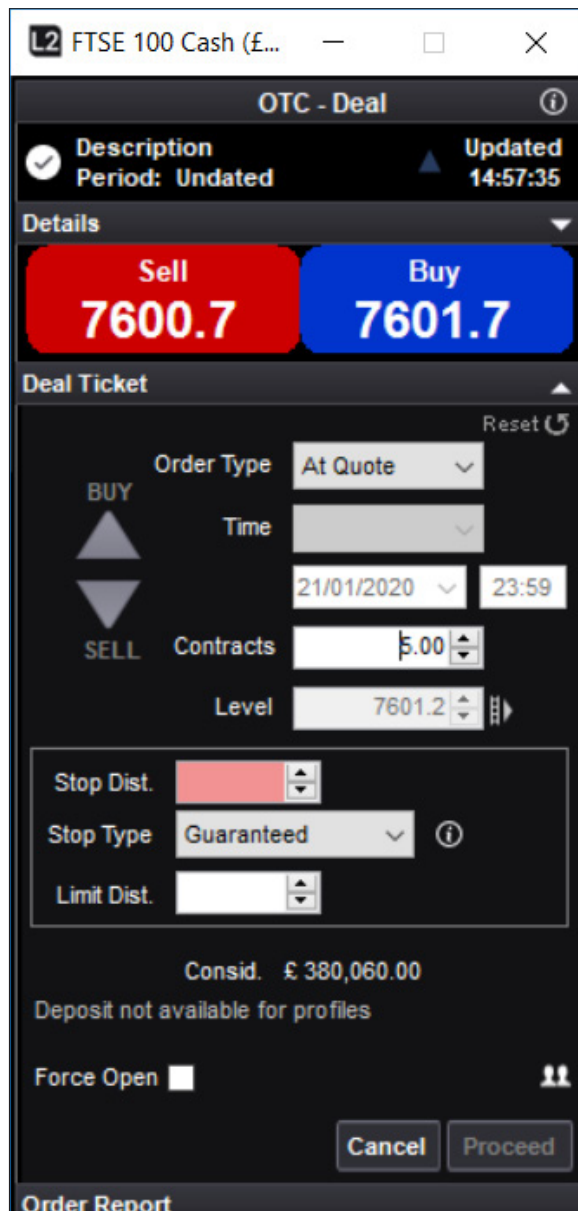 L2 FTSE 100 Cash (£...
OTC - Deal
Description Updated
Period: Undated 14:57:35
Details
Sell Buy
7600.7 7601.7
Deal Ticket
Reset
Order Type At Quote
BUY
Time
21/01/2020 23:59
SELL Contracts 5.00
Level 7601.2
Stop Dist.
Stop Type Guaranteed
Limit Dist.
Consid. £ 380,060.00
Deposit not available for profiles
Force Open
Cancel Proceed
Order Report